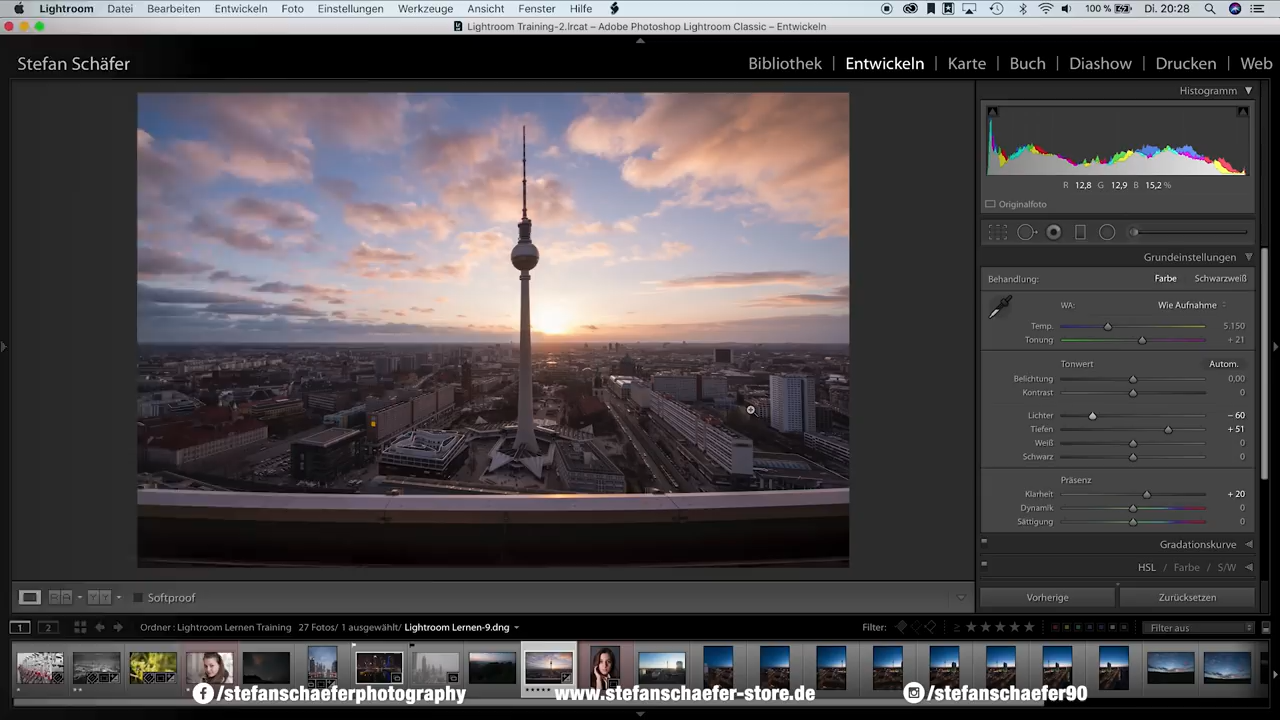 Lightroom Datei Bearbeiten Entwickeln Foto Einstellungen Werkzeuge Ansicht Fenster Hilfe 100 % Di. 20:28
Lightroom Training-2.lrcat – Adobe Photoshop Lightroom Classic – Entwickeln
Stefan Schäfer
Bibliothek | Entwickeln | Karte | Buch | Diashow | Drucken | Web
Histogramm
R 12,8 G 12,9 B 15,2 %
Originalfoto
Grundeinstellungen
Behandlung: Farbe Schwarzweiß
WA: Wie Aufnahme
Temp. 5.150
Tonung + 21
Tonwert Autom.
Belichtung 0,00
Kontrast 0
Lichter – 60
Tiefen + 51
Weiß 0
Schwarz 0
Präsenz
Klarheit + 20
Dynamik 0
Sättigung 0
Gradationskurve
HSL / Farbe / S/W
Softproof
Vorherige Zurücksetzen
1 2 Ordner : Lightroom Lernen Training 27 Fotos/ 1 ausgewählt/ Lightroom Lernen-9.dng
Filter: Filter aus
/stefanschaeferphotography www.stefanschaefer-store.de /stefanschaefer90